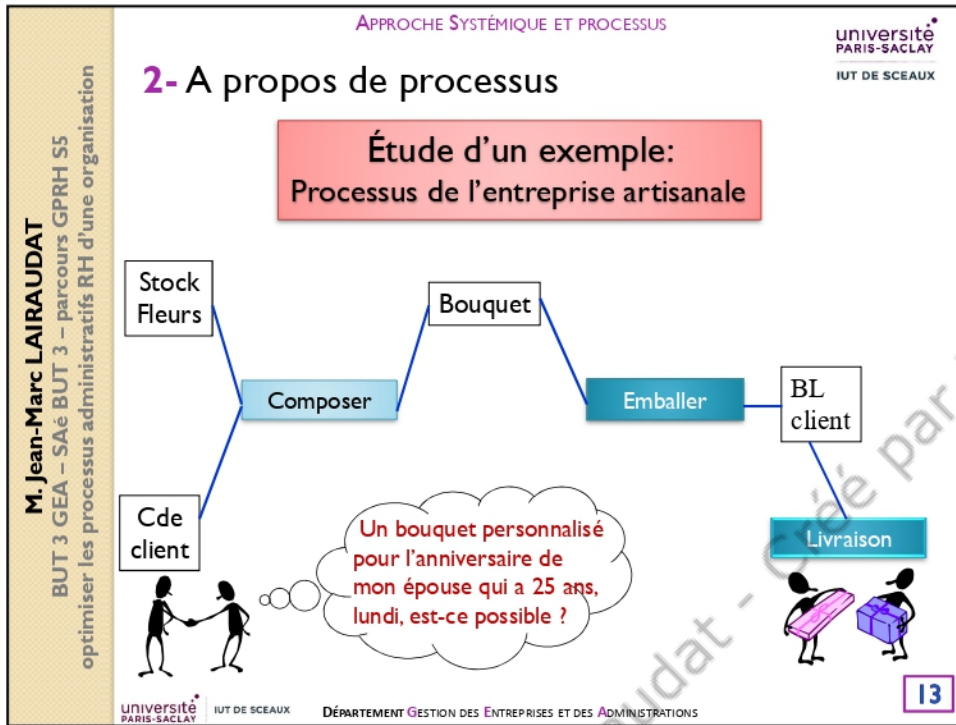 APPROCHE SYSTÉMIQUE ET PROCESSUS
université
PARIS-SACLAY
IUT DE SCEAUX
2- A propos de processus
Étude d'un exemple:
Processus de l'entreprise artisanale
M. Jean-Marc LAIRAUDAT
BUT 3 GEA – SAé BUT 3 – parcours GPRH S5
optimiser les processus administratifs RH d'une organisation
Stock
Fleurs
Bouquet
Composer
Emballer
BL
client
Cde
client
Un bouquet personnalisé
pour l'anniversaire de
mon épouse qui a 25 ans,
lundi, est-ce possible ?
Livraison
udat - Créé par
université
PARIS-SACLAY
IUT DE SCEAUX
DÉPARTEMENT GESTION DES ENTREPRISES ET DES ADMINISTRATIONS
13